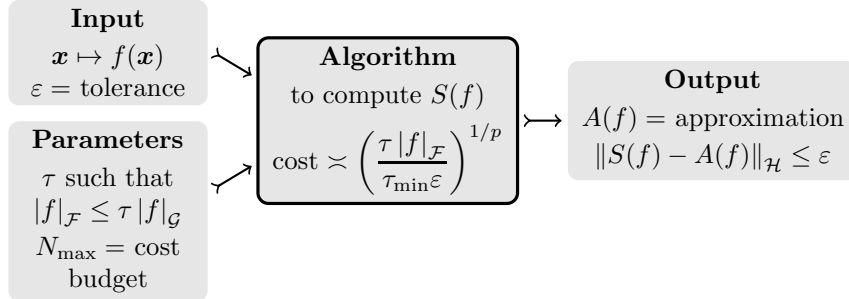 Input
𝒙 ↦ f(𝒙)
ε = tolerance
Parameters
τ such that
|f|_ℱ ≤ τ |f|_𝒢
N_max = cost
budget
Algorithm
to compute S(f)
cost ≍ (τ |f|_ℱ / τ_min ε)^{1/p}
Output
A(f) = approximation
‖S(f) − A(f)‖_ℋ ≤ ε